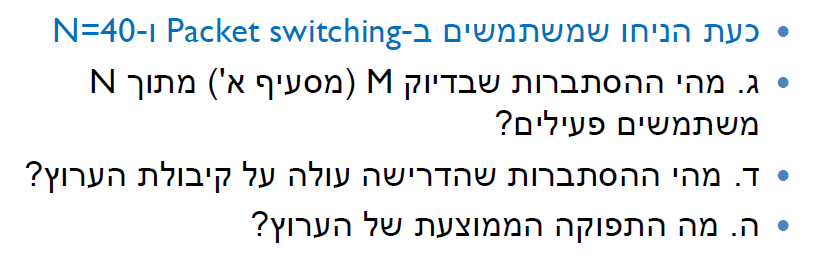 • כעת הניחו שמשתמשים ב-Packet switching ו-N=40
• ג. מהי ההסתברות שבדיוק M (מסעיף א') מתוך N
משתמשים פעילים?
• ד. מהי ההסתברות שהדרישה עולה על קיבולת הערוץ?
• ה. מה התפוקה הממוצעת של הערוץ?